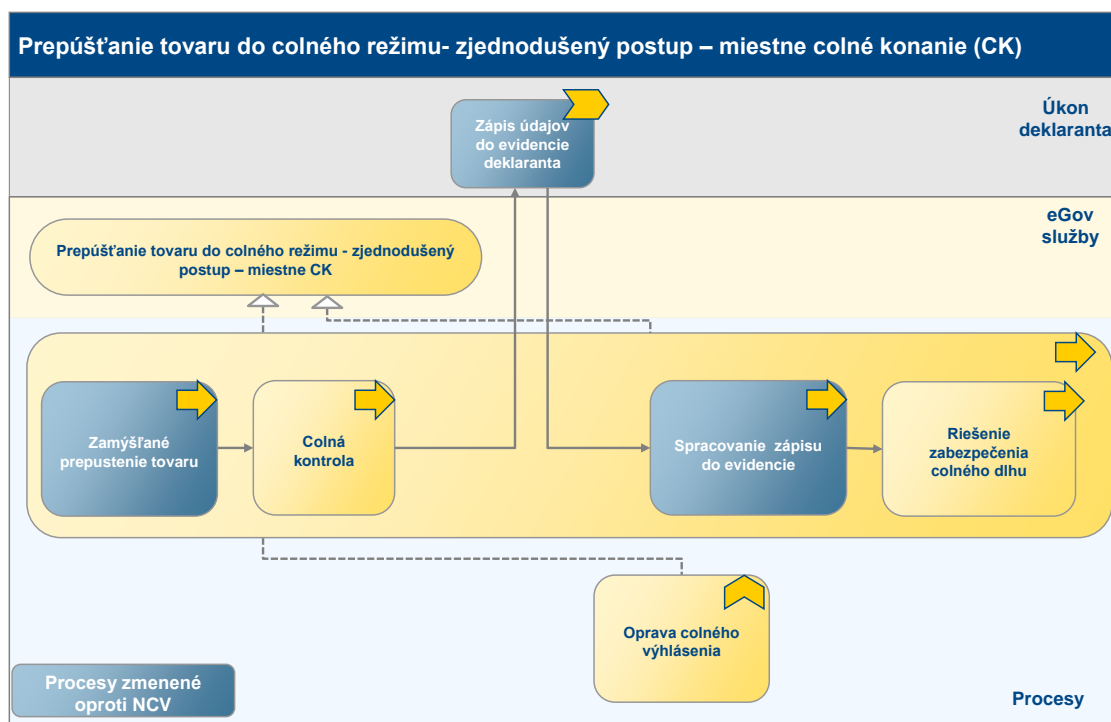 Prepúšťanie tovaru do colného režimu- zjednodušený postup – miestne colné konanie (CK)
Úkon
deklaranta
Zápis údajov
do evidencie
deklaranta
eGov
služby
Prepúšťanie tovaru do colného režimu - zjednodušený
postup – miestne CK
Zamýšľané
prepustenie tovaru
Colná
kontrola
Spracovanie zápisu
do evidencie
Riešenie
zabezpečenia
colného dlhu
Oprava colného
výhlásenia
Procesy zmenené
oproti NCV
Procesy